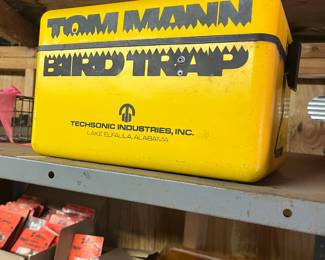 TOM MANN
BIRD TRAP
TECHSONIC INDUSTRIES, INC.
LAKE EUFAULA, ALABAMA